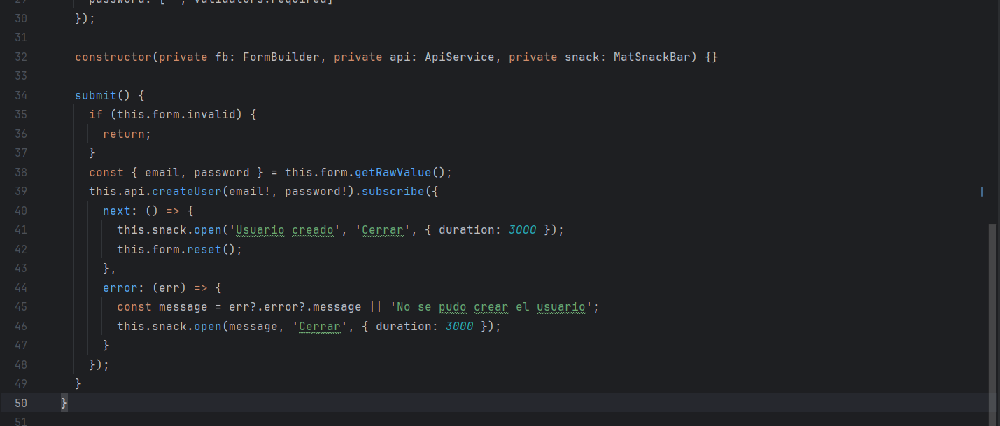 29 password: ['', Validators.required]
30 });
31
32 constructor(private fb: FormBuilder, private api: ApiService, private snack: MatSnackBar) {}
33
34 submit() {
35 if (this.form.invalid) {
36 return;
37 }
38 const { email, password } = this.form.getRawValue();
39 this.api.createUser(email!, password!).subscribe({
40 next: () => {
41 this.snack.open('Usuario creado', 'Cerrar', { duration: 3000 });
42 this.form.reset();
43 },
44 error: (err) => {
45 const message = err?.error?.message || 'No se pudo crear el usuario';
46 this.snack.open(message, 'Cerrar', { duration: 3000 });
47 }
48 });
49 }
50 }
51